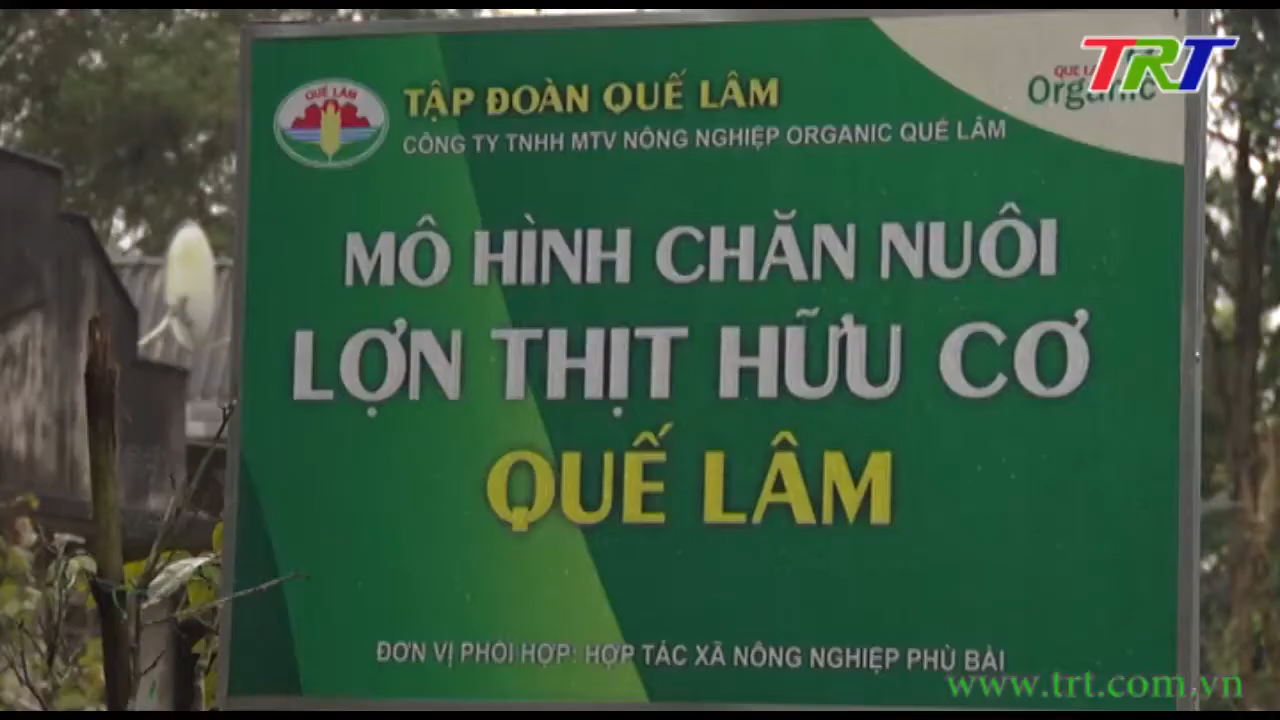 TRT
QUẾ LÂM
Organic
QUẾ LÂM
TẬP ĐOÀN QUẾ LÂM
CÔNG TY TNHH MTV NÔNG NGHIỆP ORGANIC QUẾ LÂM
MÔ HÌNH CHĂN NUÔI
LỢN THỊT HỮU CƠ
QUẾ LÂM
ĐƠN VỊ PHỐI HỢP: HỢP TÁC XÃ NÔNG NGHIỆP PHÙ BÀI
www.trt.com.vn